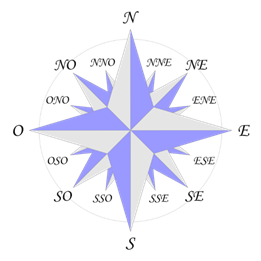 N
NNO NNE
NO NE
ONO ENE
O E
OSO ESE
SO SE
SSO SSE
S